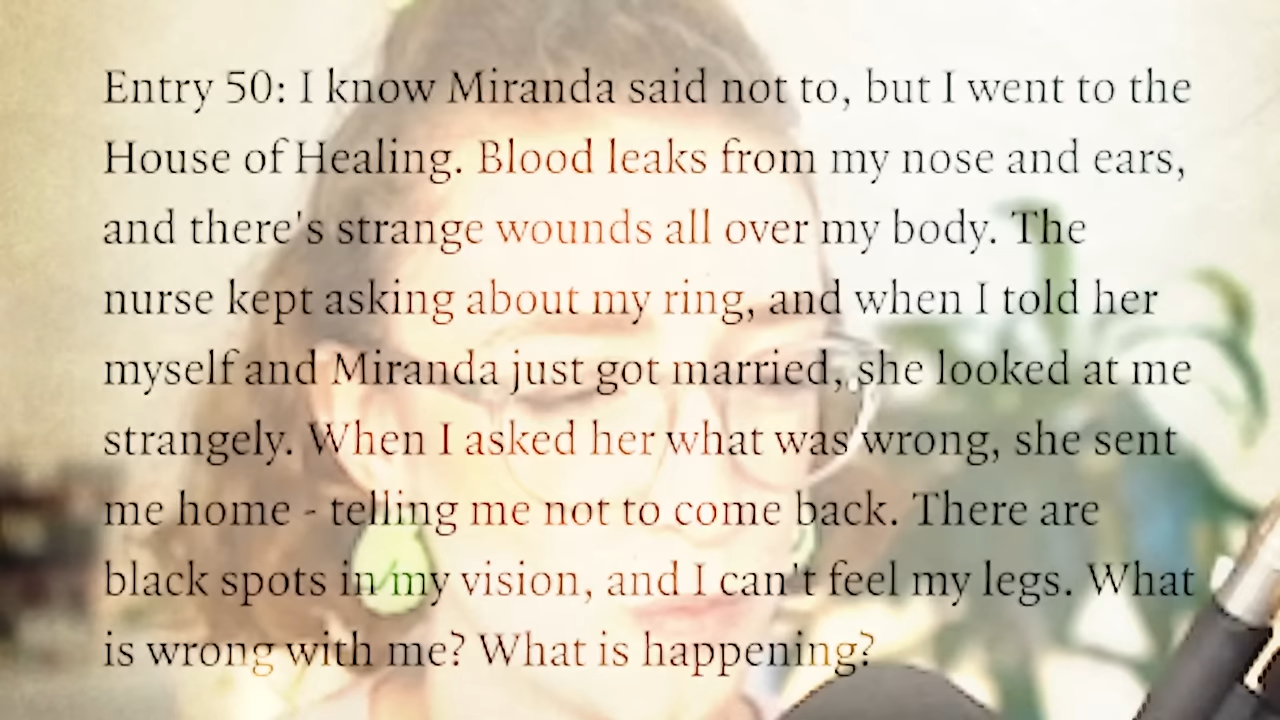 Entry 50: I know Miranda said not to, but I went to the
House of Healing. Blood leaks from my nose and ears,
and there's strange wounds all over my body. The
nurse kept asking about my ring, and when I told her
myself and Miranda just got married, she looked at me
strangely. When I asked her what was wrong, she sent
me home - telling me not to come back. There are
black spots in my vision, and I can't feel my legs. What
is wrong with me? What is happening?